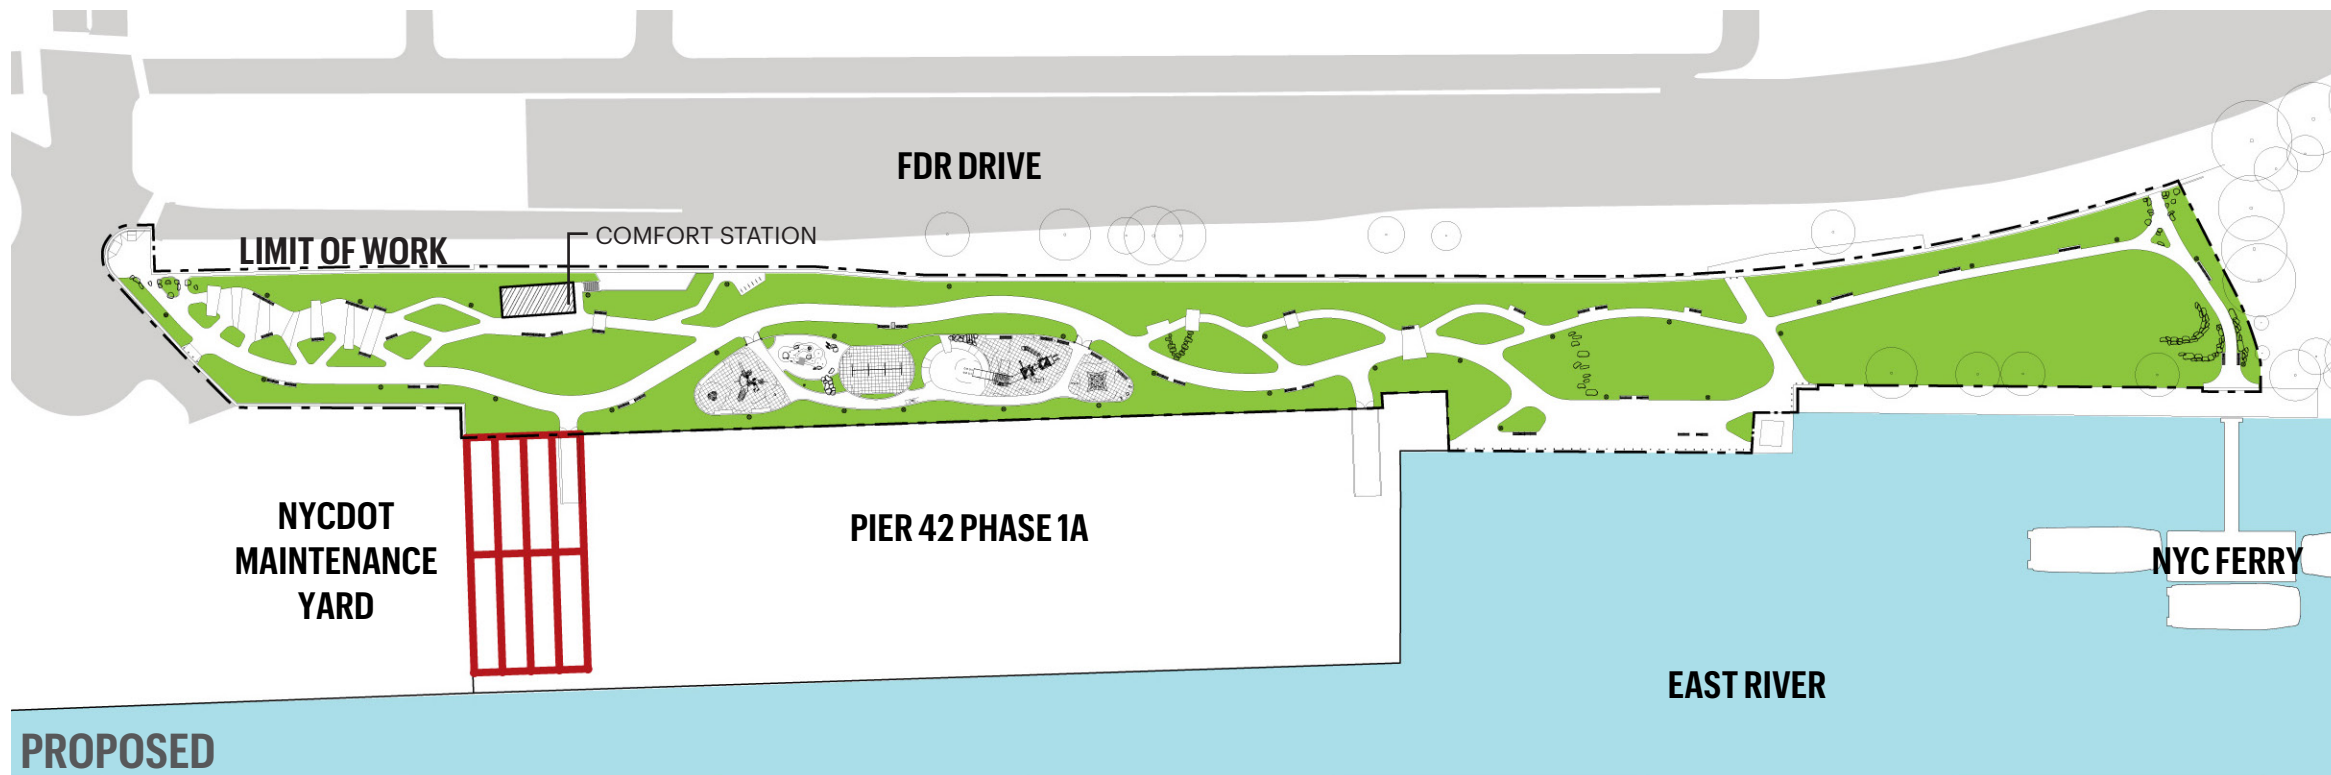 FDR DRIVE
LIMIT OF WORK
COMFORT STATION
NYCDOT
MAINTENANCE
YARD
PIER 42 PHASE 1A
NYC FERRY
EAST RIVER
PROPOSED